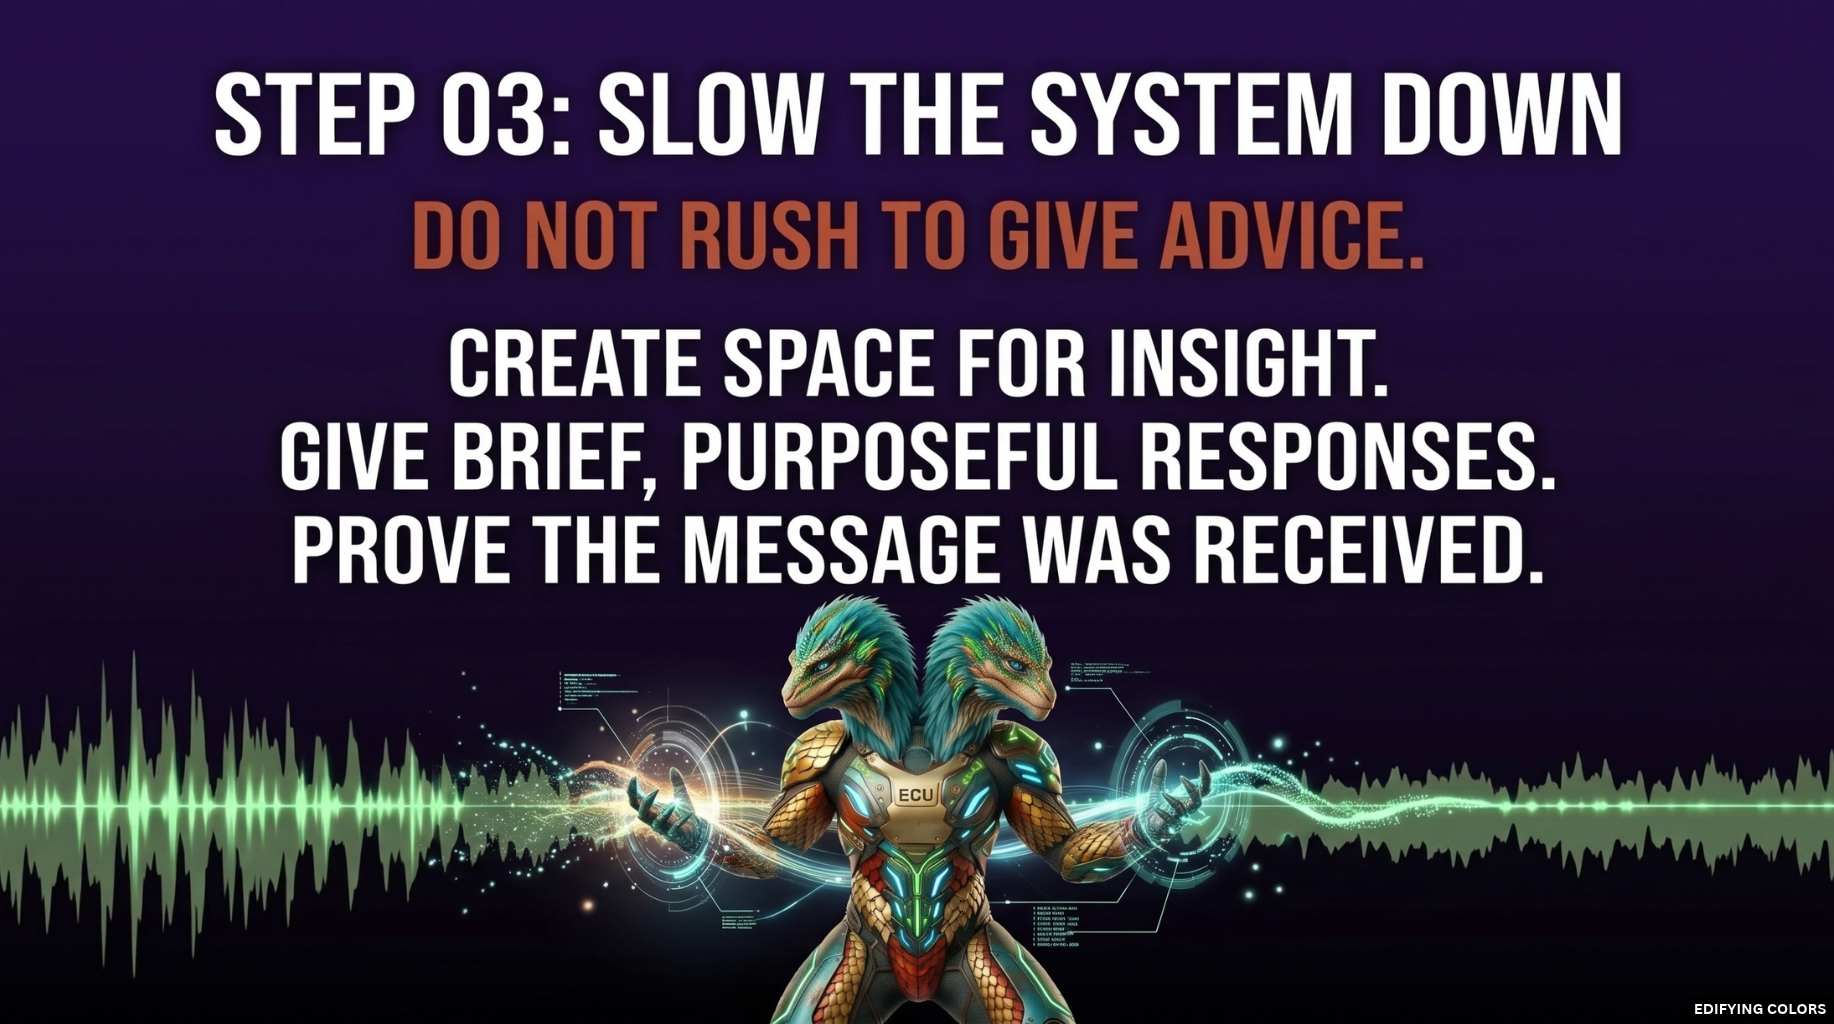 STEP 03: SLOW THE SYSTEM DOWN
DO NOT RUSH TO GIVE ADVICE.
CREATE SPACE FOR INSIGHT.
GIVE BRIEF, PURPOSEFUL RESPONSES.
PROVE THE MESSAGE WAS RECEIVED.
ECU
EDIFYING COLORS